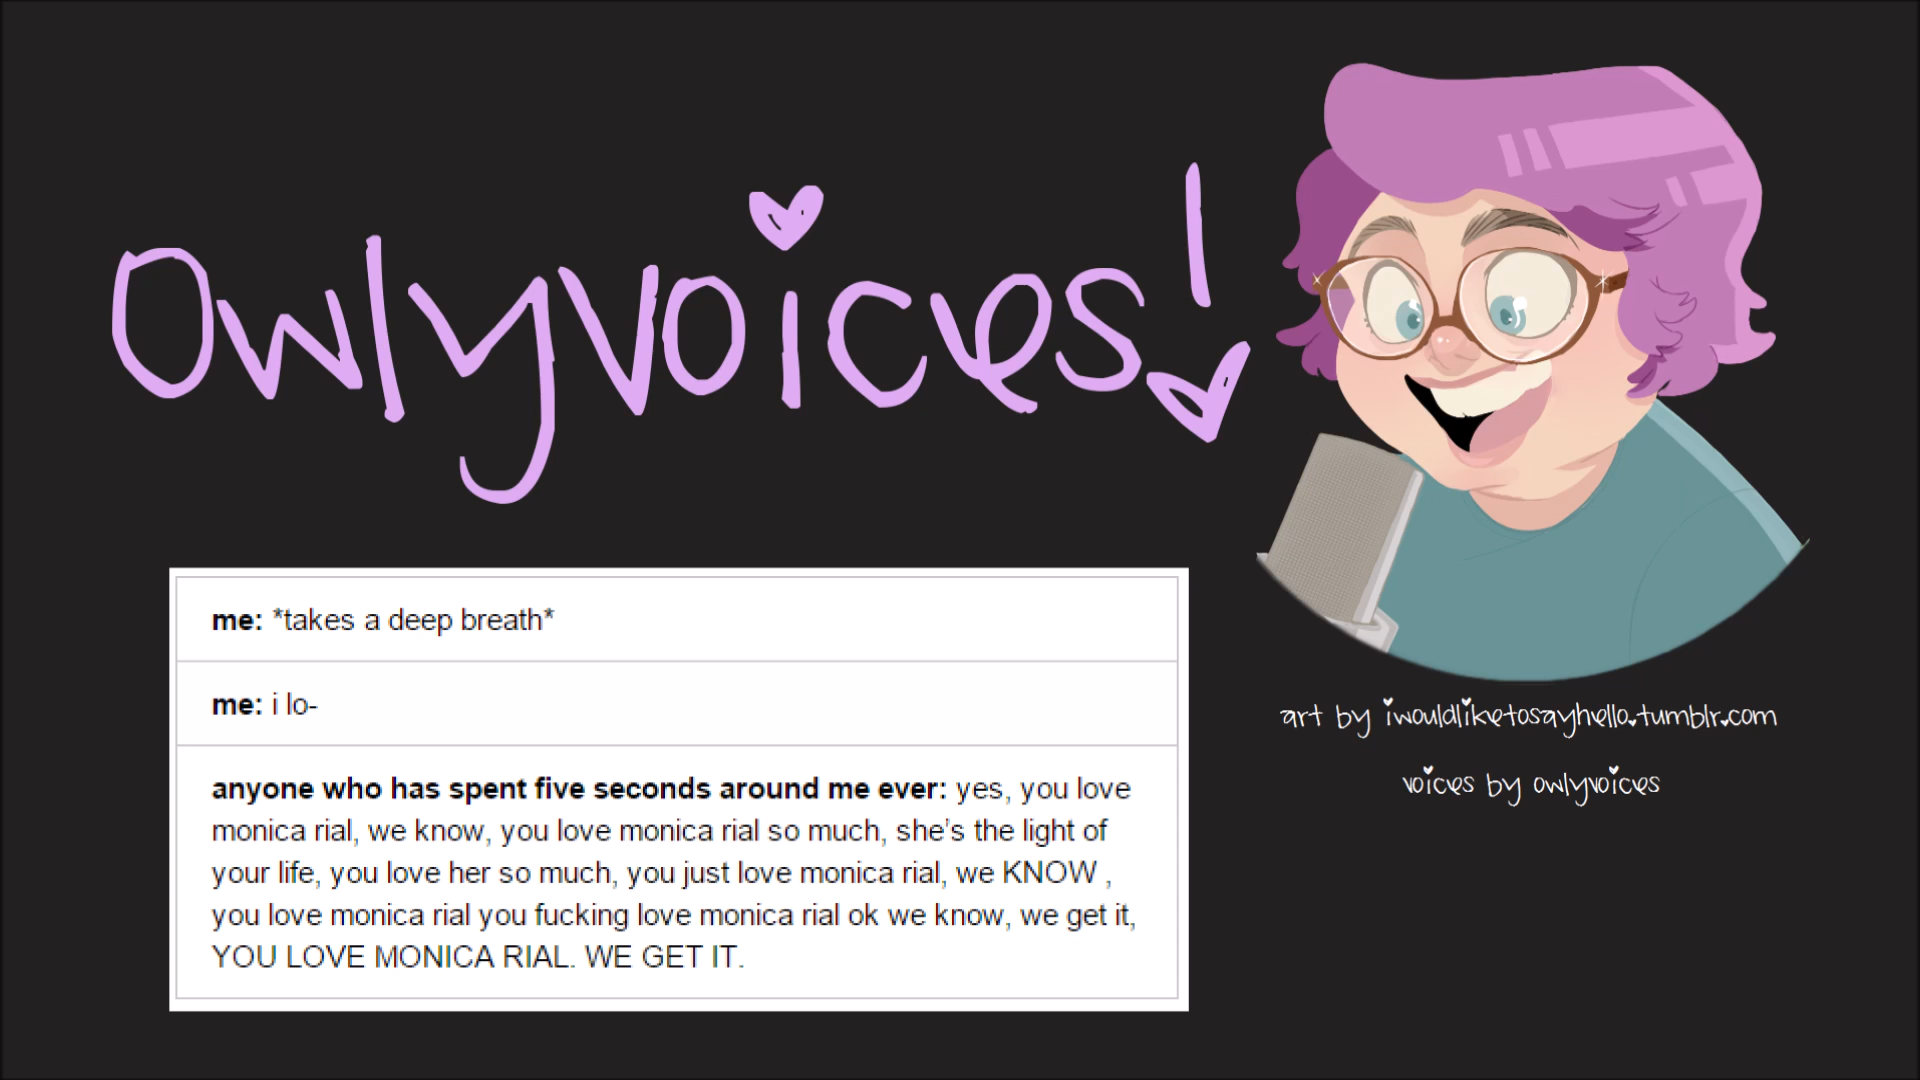 Owlyvoices!
me: *takes a deep breath*
me: i lo-
anyone who has spent five seconds around me ever: yes, you love
monica rial, we know, you love monica rial so much, she's the light of
your life, you love her so much, you just love monica rial, we KNOW ,
you love monica rial you fucking love monica rial ok we know, we get it,
YOU LOVE MONICA RIAL. WE GET IT.
art by iwouldliketosayhello.tumblr.com
voices by owlyvoices